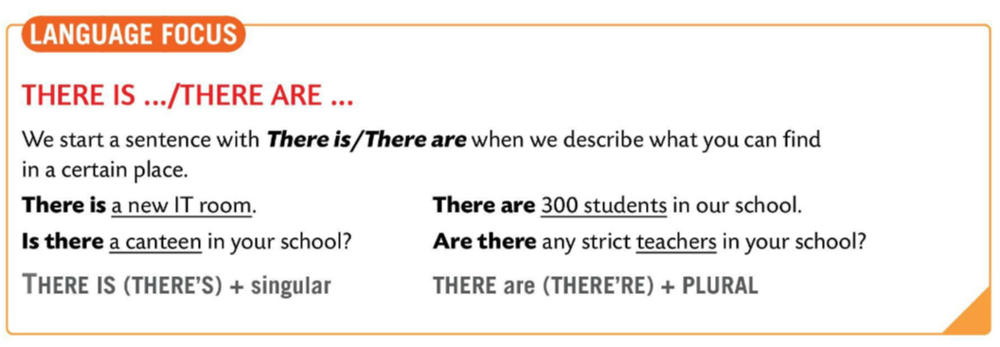 LANGUAGE FOCUS
THERE IS .../THERE ARE ...
We start a sentence with There is/There are when we describe what you can find
in a certain place.
There is a new IT room.
There are 300 students in our school.
Is there a canteen in your school?
Are there any strict teachers in your school?
THERE IS (THERE'S) + singular
THERE are (THERE'RE) + PLURAL